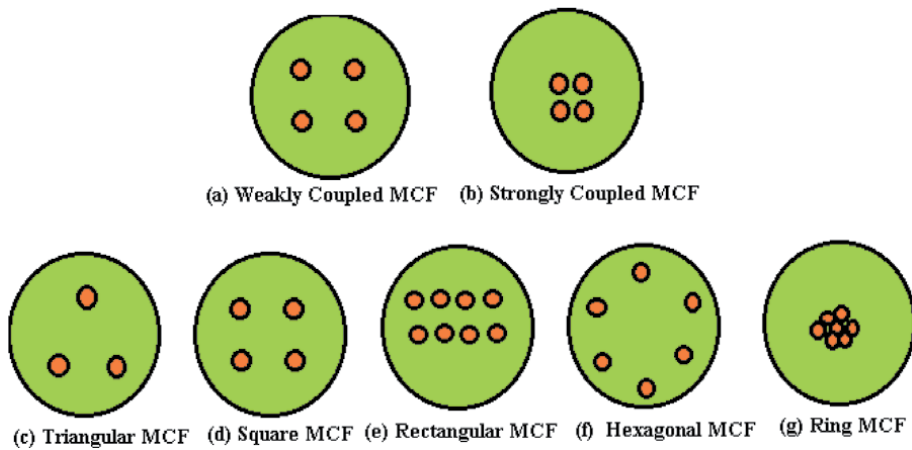 (a) Weakly Coupled MCF
(b) Strongly Coupled MCF
(c) Triangular MCF
(d) Square MCF
(e) Rectangular MCF
(f) Hexagonal MCF
(g) Ring MCF